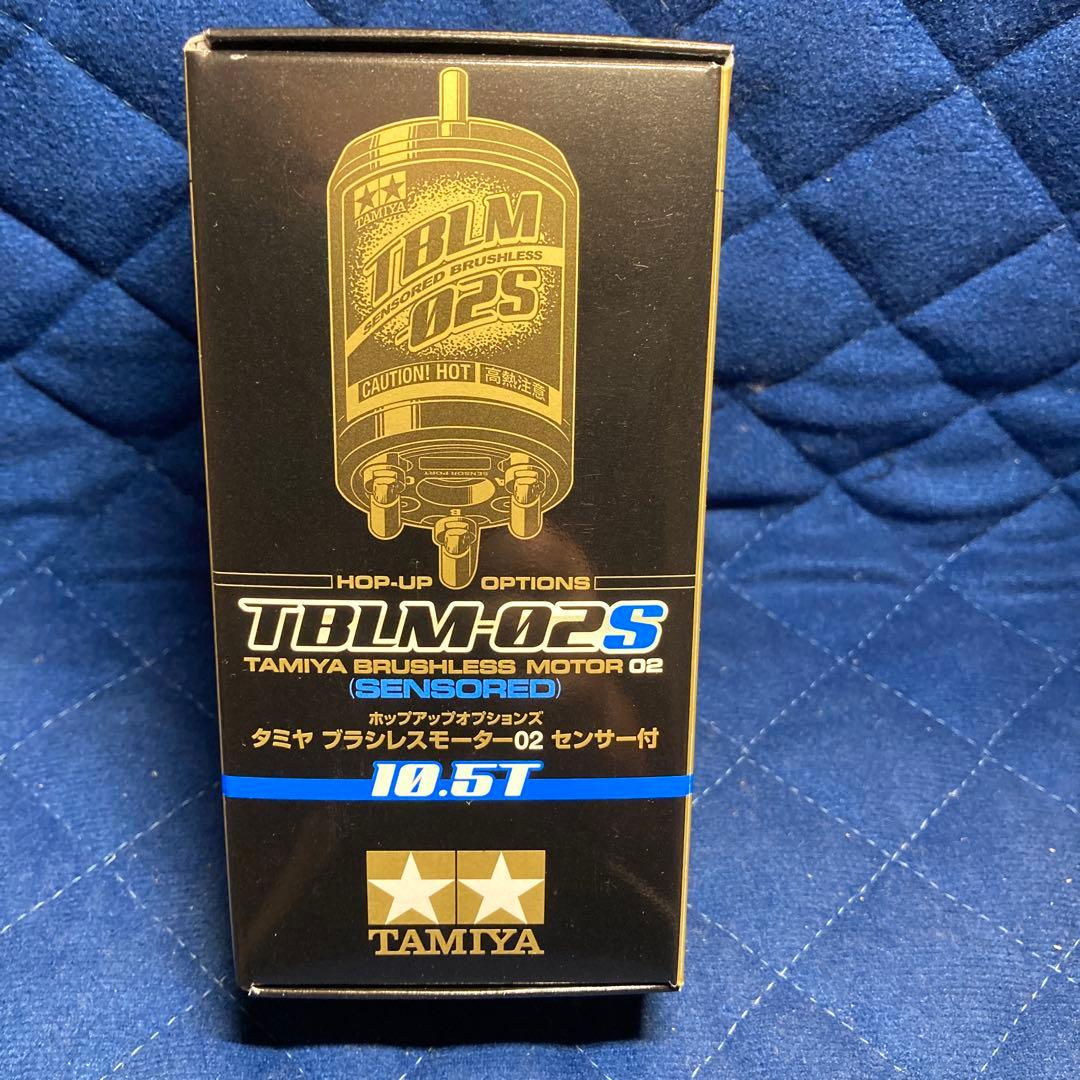 TAMIYA
TBLM
SENSORED BRUSHLESS
-02S
CAUTION! HOT 高熱注意
SENSOR PORT
B
HOP-UP OPTIONS
TBLM-02S
TAMIYA BRUSHLESS MOTOR 02
(SENSORED)
ホップアップオプションズ
タミヤ ブラシレスモーター02 センサー付
10.5T
TAMIYA